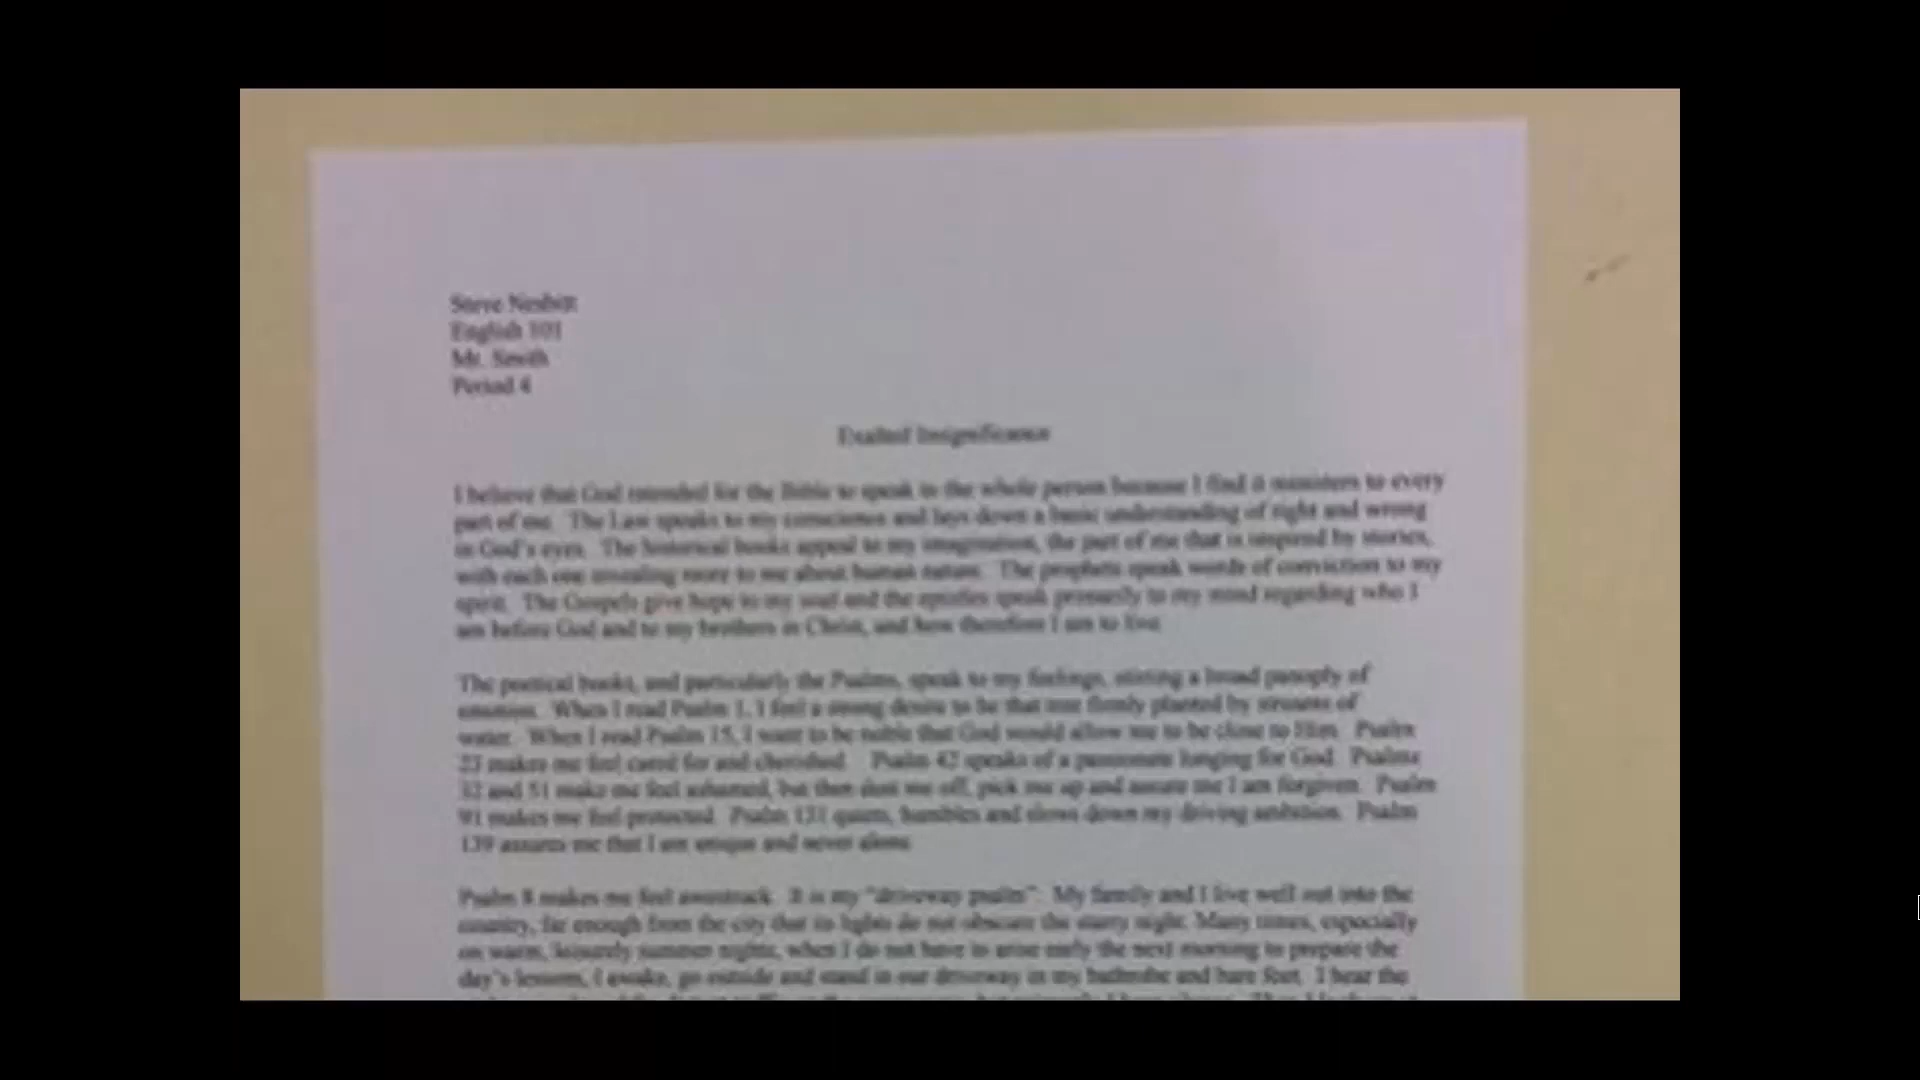 Steve Nesbitt
English 101
Mr. Smith
Period 4
Exalted Insignificance
I believe that God intended for the Bible to speak to the whole person because I find it ministers to every
part of me. The Law speaks to my conscience and lays down a basic understanding of right and wrong
in God's eyes. The historical books appeal to my imagination, the part of me that is inspired by stories,
with each one revealing more to me about human nature. The prophets speak words of conviction to my
spirit. The Gospels give hope to my soul and the epistles speak primarily to my mind regarding who I
am before God and to my brothers in Christ, and how therefore I am to live.
The poetical books, and particularly the Psalms, speak to my feelings, stirring a broad panoply of
emotion. When I read Psalm 1, I feel a strong desire to be that tree firmly planted by streams of
water. When I read Psalm 15, I want to be noble that God would allow me to be close to Him. Psalm
23 makes me feel cared for and cherished. Psalm 42 speaks of a passionate longing for God. Psalms
32 and 51 make me feel ashamed, but then dust me off, pick me up and assure me I am forgiven. Psalm
91 makes me feel protected. Psalm 131 quiets, humbles and slows down my driving ambition. Psalm
139 assures me that I am unique and never alone.
Psalm 8 makes me feel awestruck. It is my "driveway psalm". My family and I live well out into the
country, far enough from the city that its lights do not obscure the starry night. Many times, especially
on warm, leisurely summer nights, when I do not have to arise early the next morning to prepare the
day's lessons, I awake, go outside and stand in our driveway in my bathrobe and bare feet. I hear the